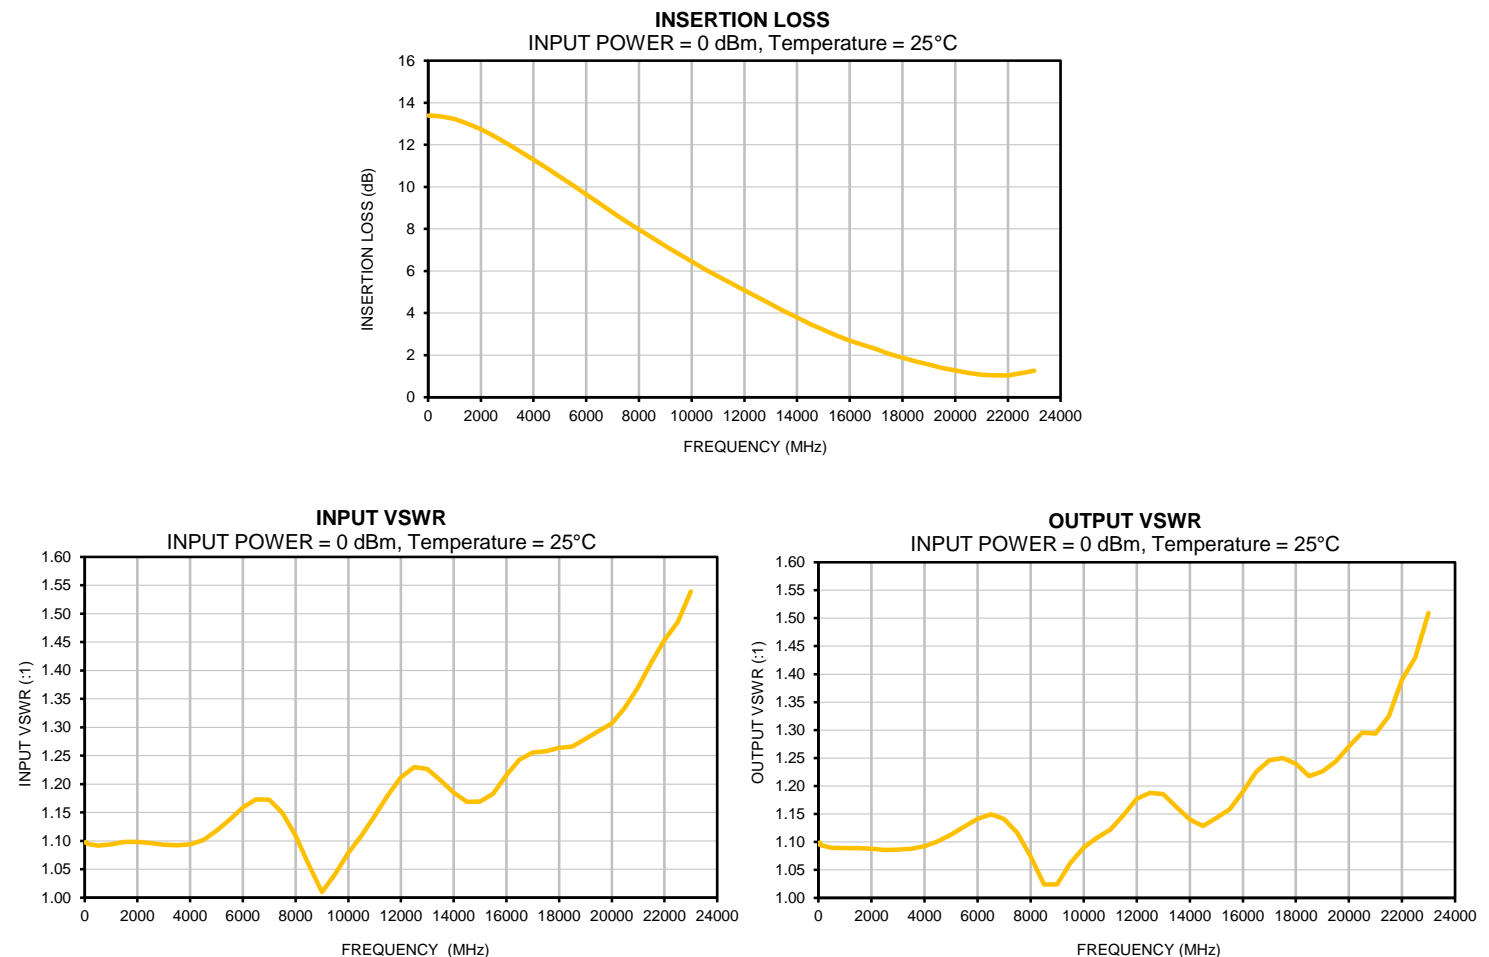 INSERTION LOSS
INPUT POWER = 0 dBm, Temperature = 25°C
16
14
12
10
8
6
4
2
0
INSERTION LOSS (dB)
0 2000 4000 6000 8000 10000 12000 14000 16000 18000 20000 22000 24000
FREQUENCY (MHz)
INPUT VSWR
INPUT POWER = 0 dBm, Temperature = 25°C
1.60
1.55
1.50
1.45
1.40
1.35
1.30
1.25
1.20
1.15
1.10
1.05
1.00
INPUT VSWR (:1)
0 2000 4000 6000 8000 10000 12000 14000 16000 18000 20000 22000 24000
FREQUENCY (MHz)
OUTPUT VSWR
INPUT POWER = 0 dBm, Temperature = 25°C
1.60
1.55
1.50
1.45
1.40
1.35
1.30
1.25
1.20
1.15
1.10
1.05
1.00
OUTPUT VSWR (:1)
0 2000 4000 6000 8000 10000 12000 14000 16000 18000 20000 22000 24000
FREQUENCY (MHz)